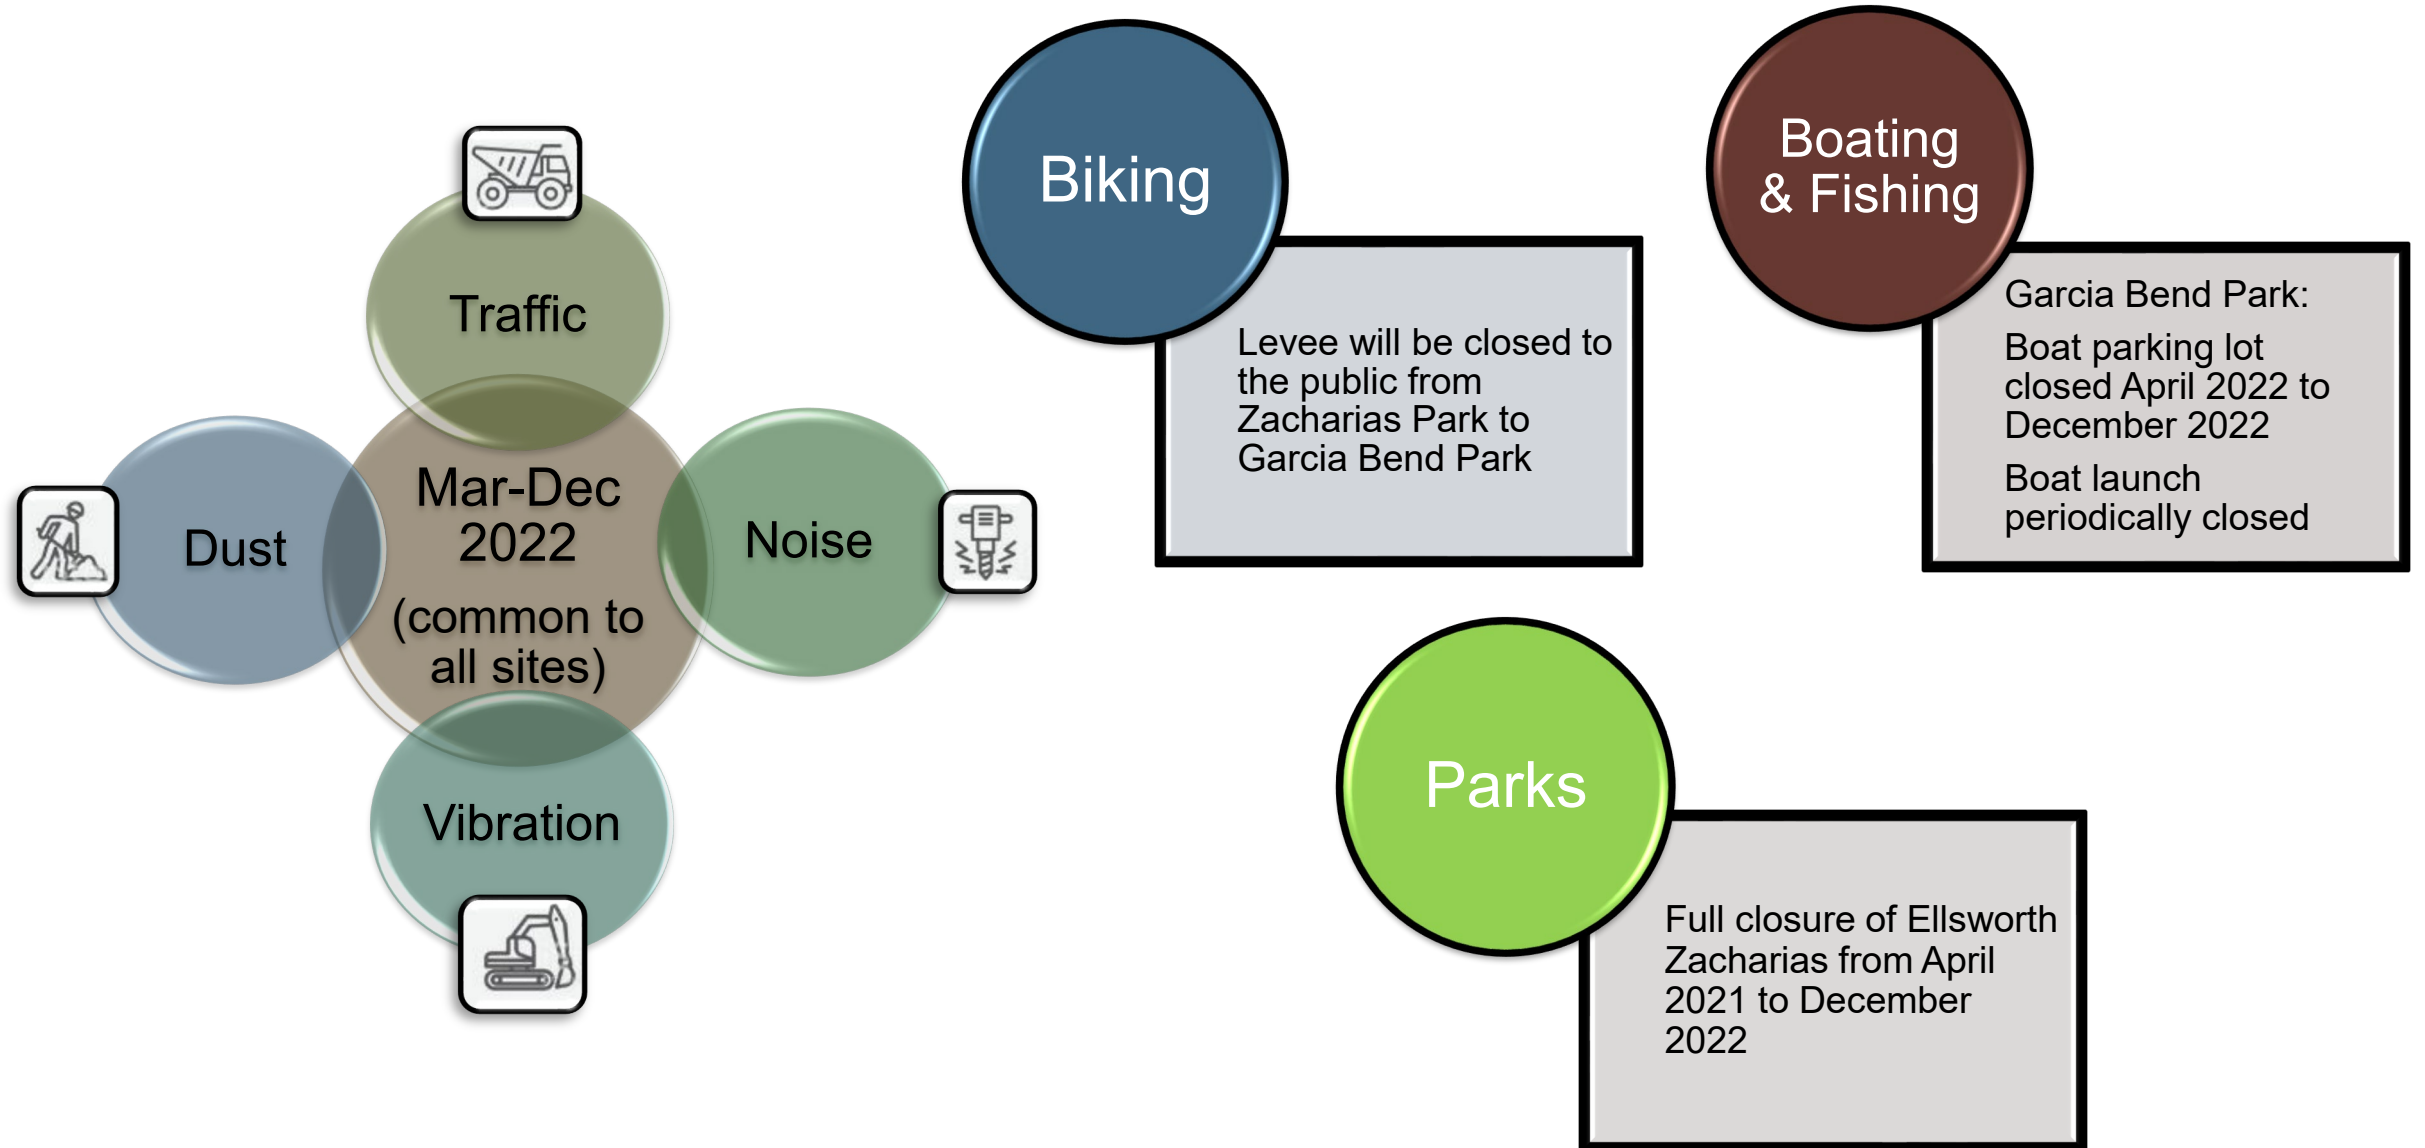 Traffic
Dust
Mar-Dec
2022
(common to
all sites)
Noise
Vibration
Biking
Levee will be closed to
the public from
Zacharias Park to
Garcia Bend Park
Boating
& Fishing
Garcia Bend Park:
Boat parking lot
closed April 2022 to
December 2022
Boat launch
periodically closed
Parks
Full closure of Ellsworth
Zacharias from April
2021 to December
2022